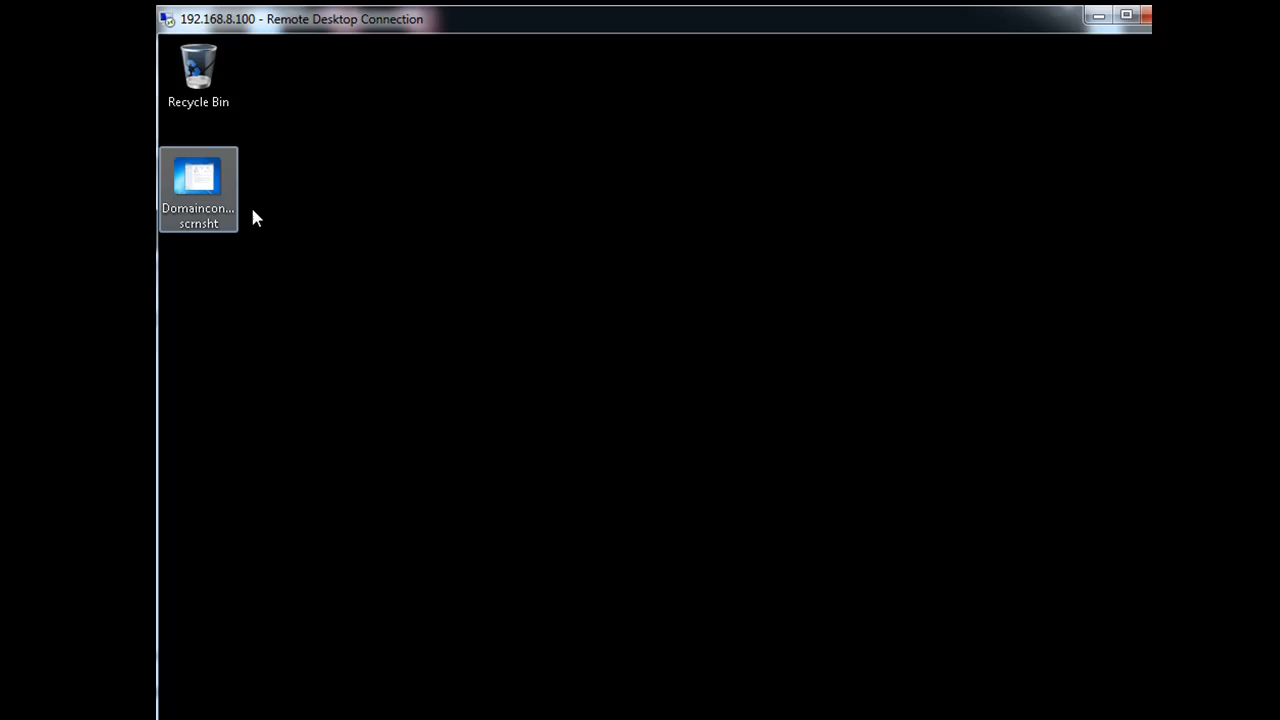 192.168.8.100 - Remote Desktop Connection
Recycle Bin
Domaincon...
scrnsht